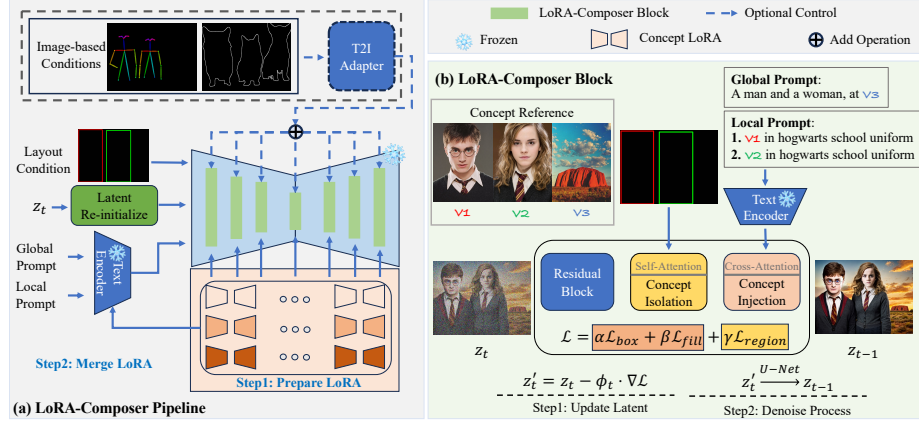 Image-based
Conditions
T2I
Adapter
LoRA-Composer Block
Optional Control
Frozen
Concept LoRA
Add Operation
Layout
Condition
z_t
Latent
Re-initialize
Global
Prompt
Local
Prompt
Text
Encoder
Step2: Merge LoRA
Step1: Prepare LoRA
(a) LoRA-Composer Pipeline
(b) LoRA-Composer Block
Concept Reference
V1 V2 V3
Global Prompt:
A man and a woman, at V3
Local Prompt:
1. V1 in hogwarts school uniform
2. V2 in hogwarts school uniform
Text
Encoder
Residual
Block
Self-Attention
Concept
Isolation
Cross-Attention
Concept
Injection
ℒ = αℒ_box + βℒ_fill + γℒ_region
z_t
z_{t−1}
z_t′ = z_t − ϕ_t · ∇ℒ
Step1: Update Latent
z_t′ U-Net → z_{t−1}
Step2: Denoise Process